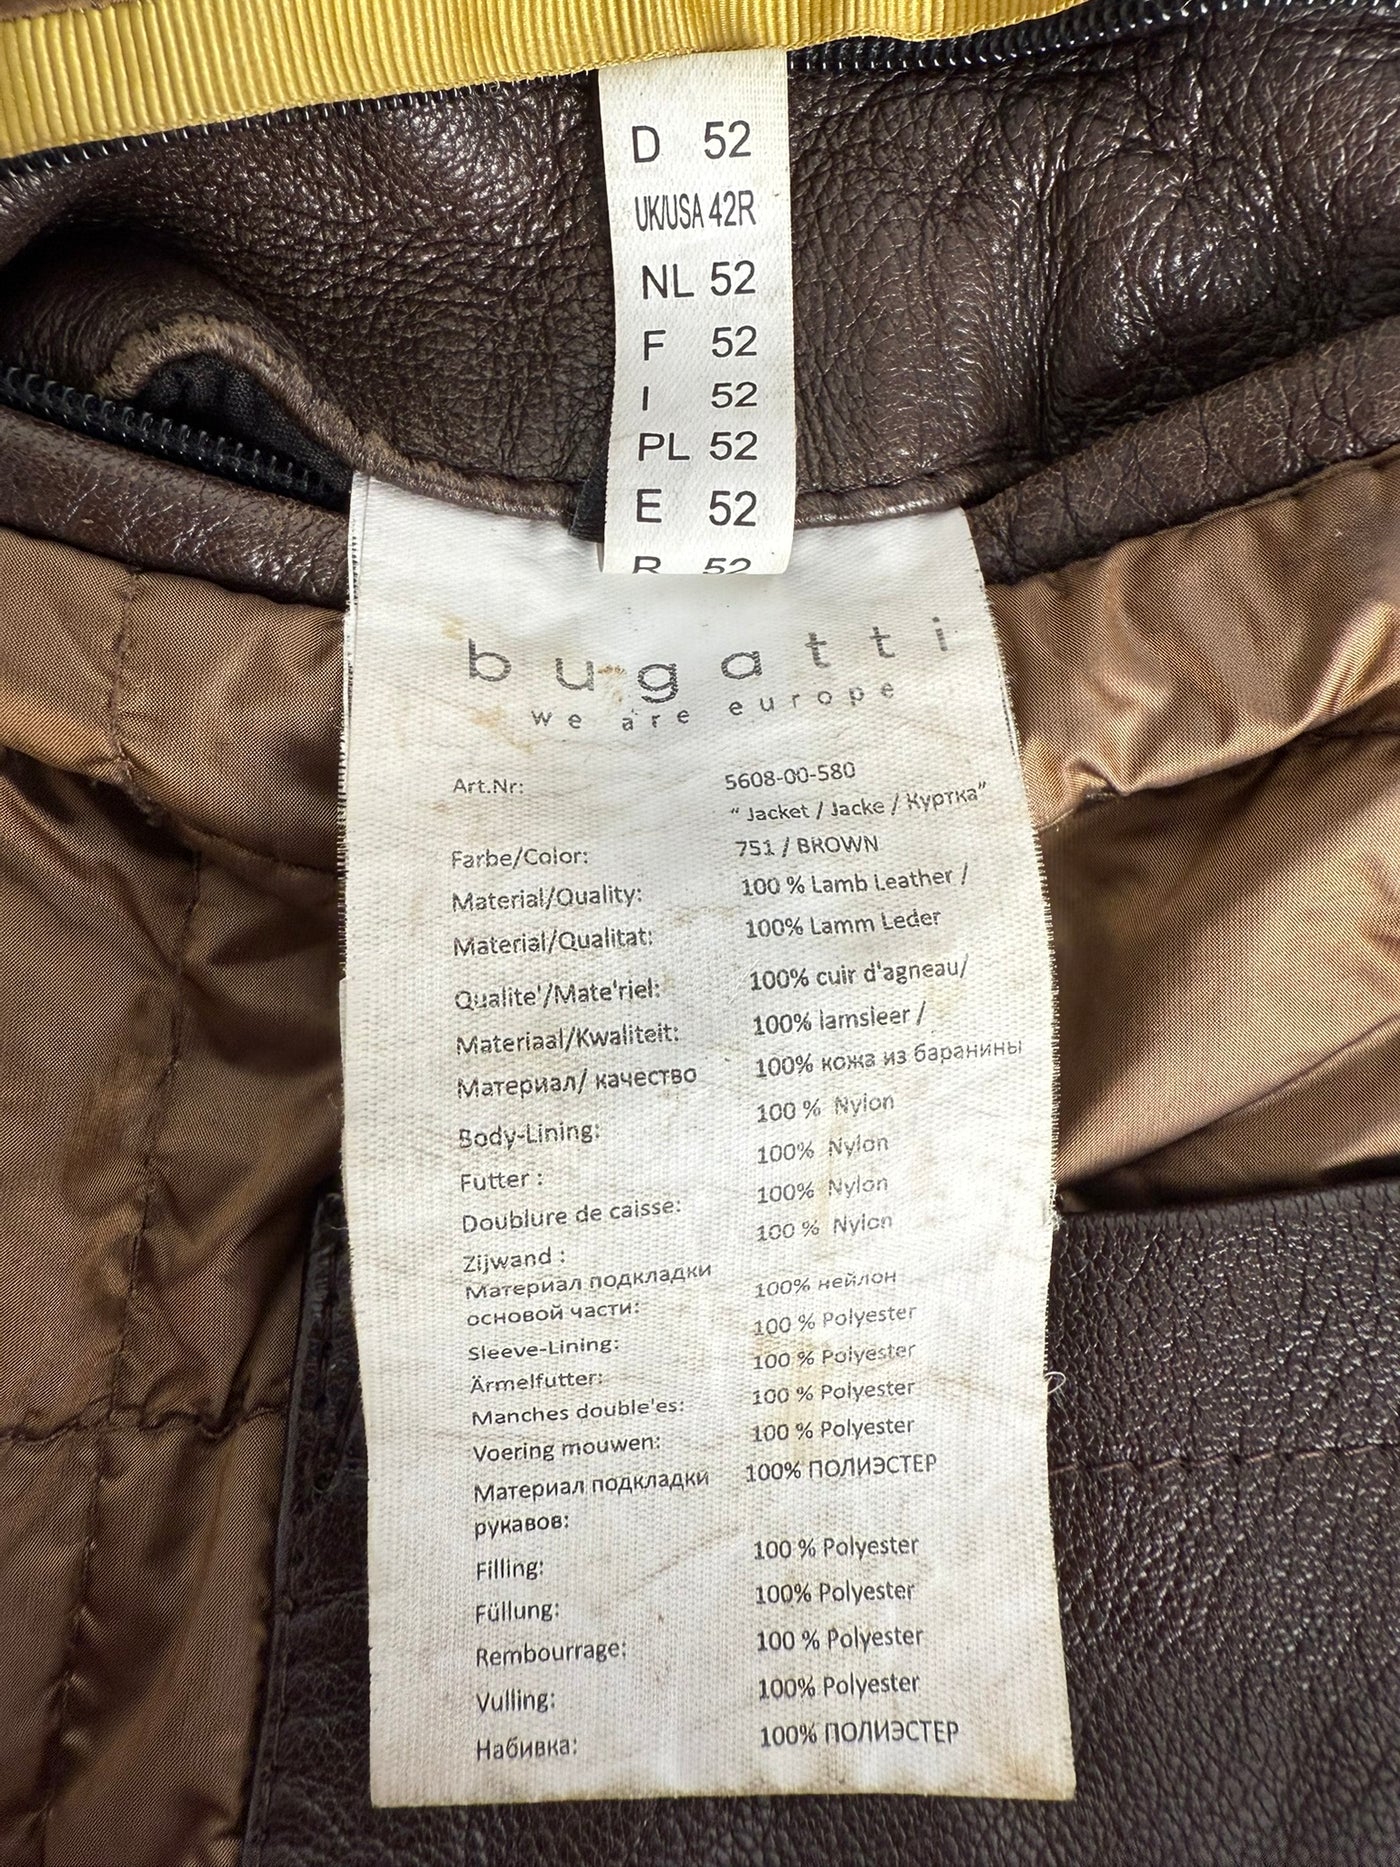 D 52
UK/USA 42R
NL 52
F 52
I 52
PL 52
E 52
R 52
bugatti
we are europe
Art.Nr: 5608-00-580
“ Jacket / Jacke / Куртка”
Farbe/Color: 751 / BROWN
Material/Quality: 100 % Lamb Leather /
Material/Qualitat: 100% Lamm Leder
Qualite'/Mate'riel: 100% cuir d'agneau/
Materiaal/Kwaliteit: 100% lamsleer /
Материал/ качество 100% кожа из баранины
Body-Lining: 100 % Nylon
Futter : 100% Nylon
Doublure de caisse: 100% Nylon
Zijwand : 100 % Nylon
Материал подкладки
основой части: 100% нейлон
Sleeve-Lining: 100 % Polyester
Ärmelfutter: 100 % Polyester
Manches double'es: 100 % Polyester
Voering mouwen: 100 % Polyester
Материал подкладки 100% ПОЛИЭСТЕР
рукавов:
Filling: 100 % Polyester
Füllung: 100% Polyester
Rembourrage: 100 % Polyester
Vulling: 100% Polyester
Набивка: 100% ПОЛИЭСТЕР